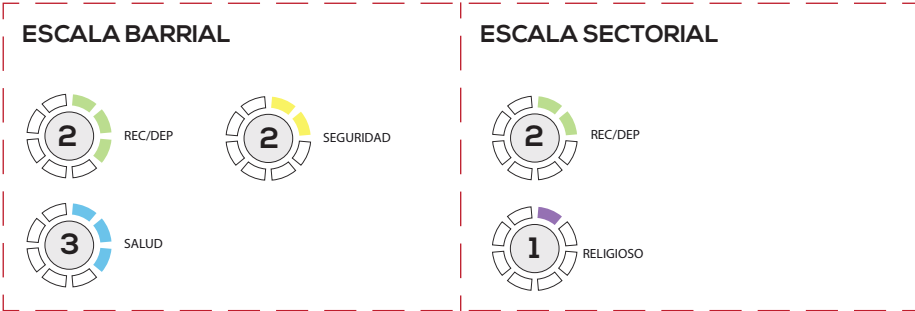 ESCALA BARRIAL
2 REC/DEP
2 SEGURIDAD
3 SALUD
ESCALA SECTORIAL
2 REC/DEP
1 RELIGIOSO